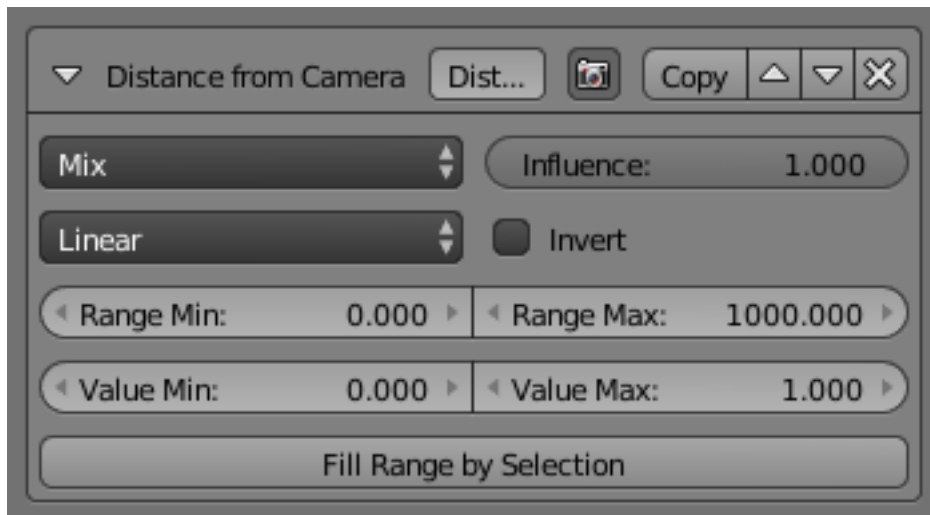 Distance from Camera Dist... Copy
Mix Influence: 1.000
Linear Invert
Range Min: 0.000 Range Max: 1000.000
Value Min: 0.000 Value Max: 1.000
Fill Range by Selection